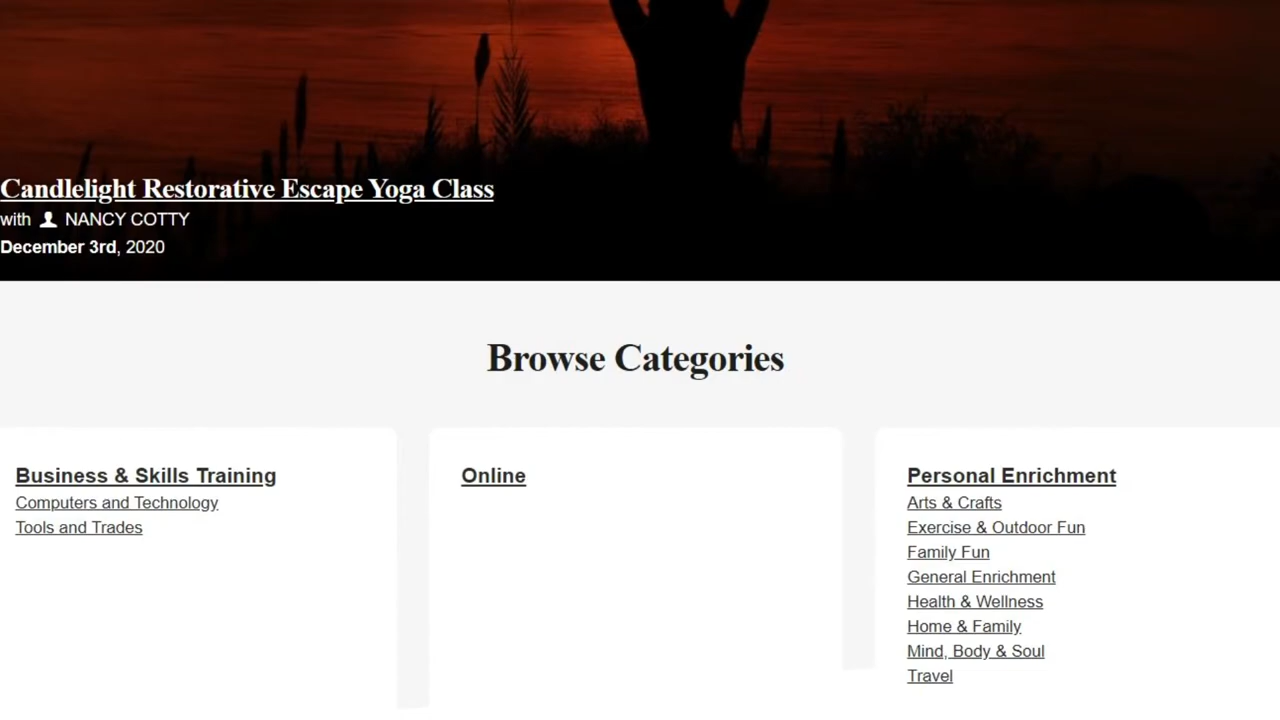 Candlelight Restorative Escape Yoga Class
with NANCY COTTY
December 3rd, 2020
Browse Categories
Business & Skills Training
Computers and Technology
Tools and Trades
Online
Personal Enrichment
Arts & Crafts
Exercise & Outdoor Fun
Family Fun
General Enrichment
Health & Wellness
Home & Family
Mind, Body & Soul
Travel